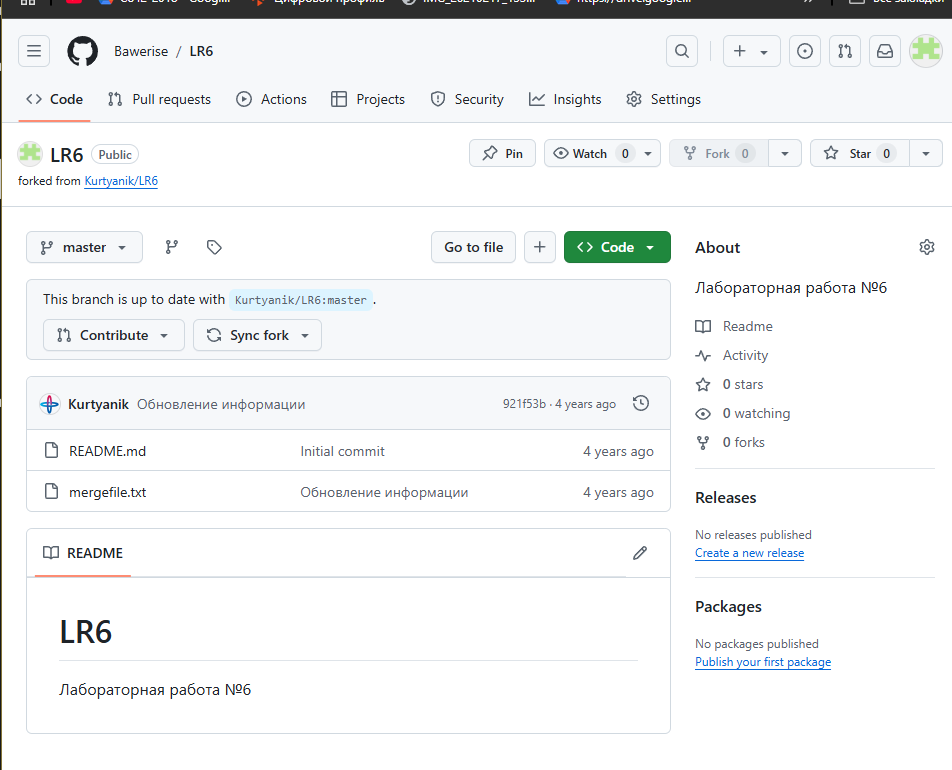 Bawerise / LR6
Code Pull requests Actions Projects Security Insights Settings
LR6 Public
Pin Watch 0 Fork 0 Star 0
forked from Kurtyanik/LR6
master Go to file Code
This branch is up to date with Kurtyanik/LR6:master .
Contribute Sync fork
Kurtyanik Обновление информации 921f53b · 4 years ago
README.md Initial commit 4 years ago
mergefile.txt Обновление информации 4 years ago
README
LR6
Лабораторная работа №6
About
Лабораторная работа №6
Readme
Activity
0 stars
0 watching
0 forks
Releases
No releases published
Create a new release
Packages
No packages published
Publish your first package